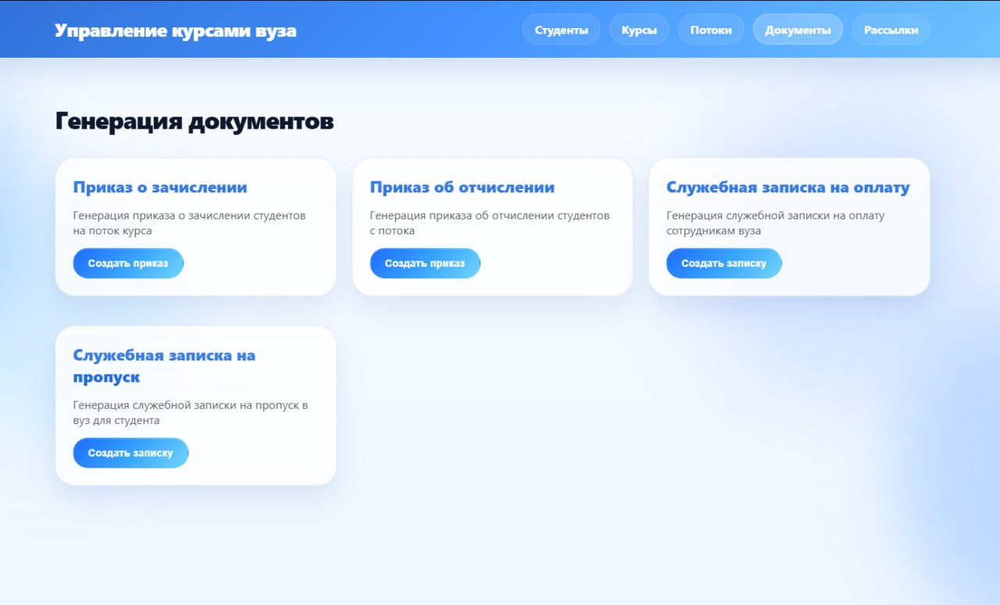 Управление курсами вуза
Студенты
Курсы
Потоки
Документы
Рассылки
Генерация документов
Приказ о зачислении
Генерация приказа о зачислении студентов
на поток курса
Создать приказ
Приказ об отчислении
Генерация приказа об отчислении студентов
с потока
Создать приказ
Служебная записка на оплату
Генерация служебной записки на оплату
сотрудникам вуза
Создать записку
Служебная записка на
пропуск
Генерация служебной записки на пропуск в
вуз для студента
Создать записку